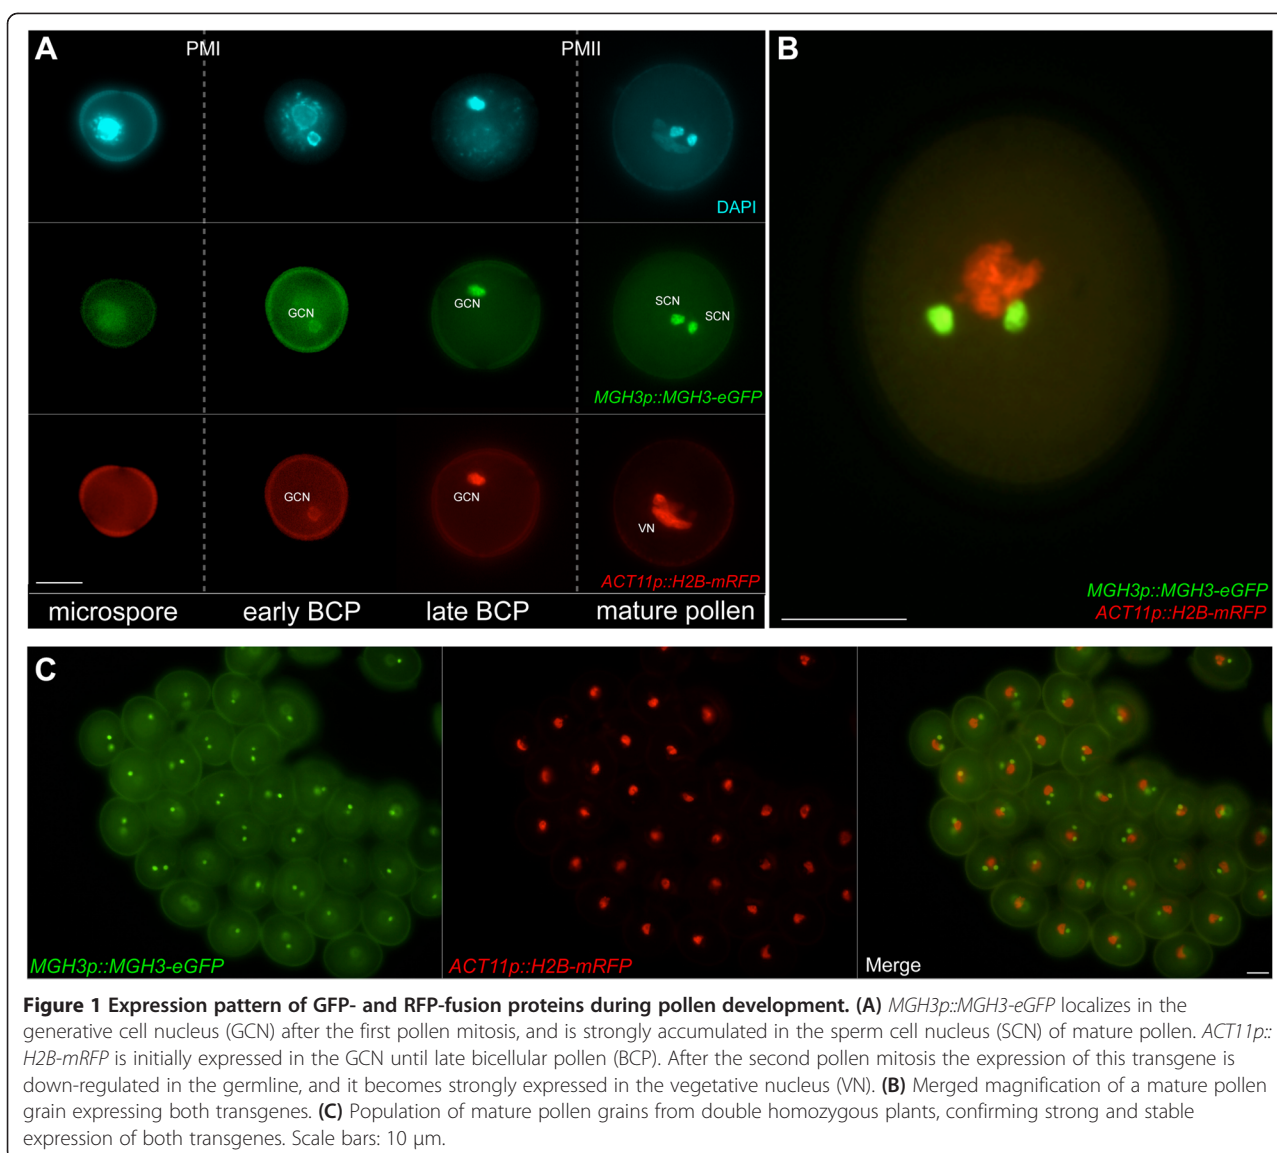 A
PMI
PMII
DAPI
GCN
GCN
SCN
SCN
MGH3p::MGH3-eGFP
GCN
GCN
VN
ACT11p::H2B-mRFP
microspore
early BCP
late BCP
mature pollen
B
MGH3p::MGH3-eGFP
ACT11p::H2B-mRFP
C
MGH3p::MGH3-eGFP
ACT11p::H2B-mRFP
Merge
Figure 1 Expression pattern of GFP- and RFP-fusion proteins during pollen development. (A) MGH3p::MGH3-eGFP localizes in the
generative cell nucleus (GCN) after the first pollen mitosis, and is strongly accumulated in the sperm cell nucleus (SCN) of mature pollen. ACT11p::
H2B-mRFP is initially expressed in the GCN until late bicellular pollen (BCP). After the second pollen mitosis the expression of this transgene is
down-regulated in the germline, and it becomes strongly expressed in the vegetative nucleus (VN). (B) Merged magnification of a mature pollen
grain expressing both transgenes. (C) Population of mature pollen grains from double homozygous plants, confirming strong and stable
expression of both transgenes. Scale bars: 10 μm.